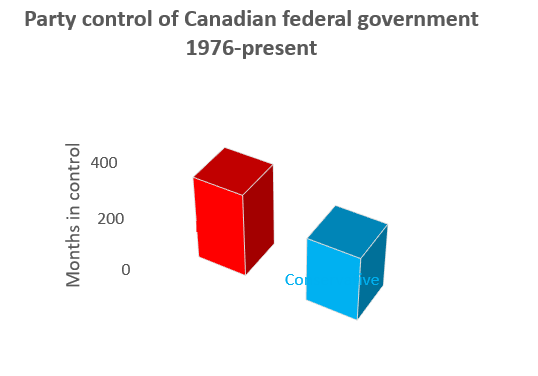 Party control of Canadian federal government
1976-present
Months in control
400
200
0